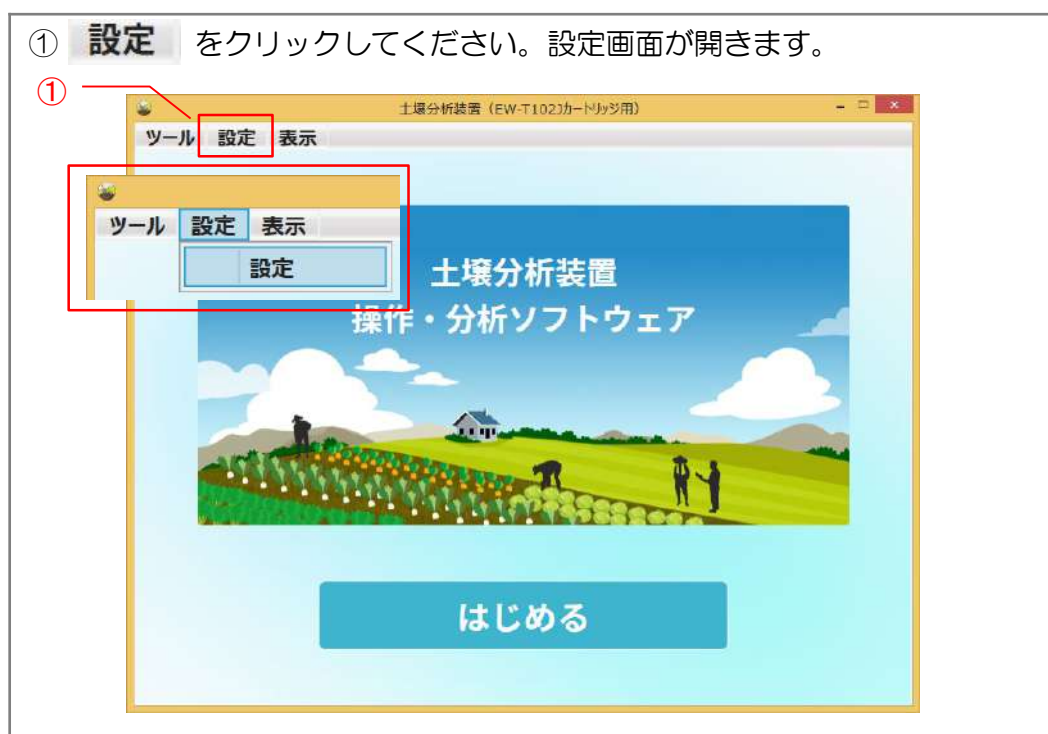 ① 設定 をクリックしてください。設定画面が開きます。
①
土壌分析装置（EW-T102Jカートリッジ用）
ツール 設定 表示
ツール 設定 表示
設定
土壌分析装置
操作・分析ソフトウェア
はじめる